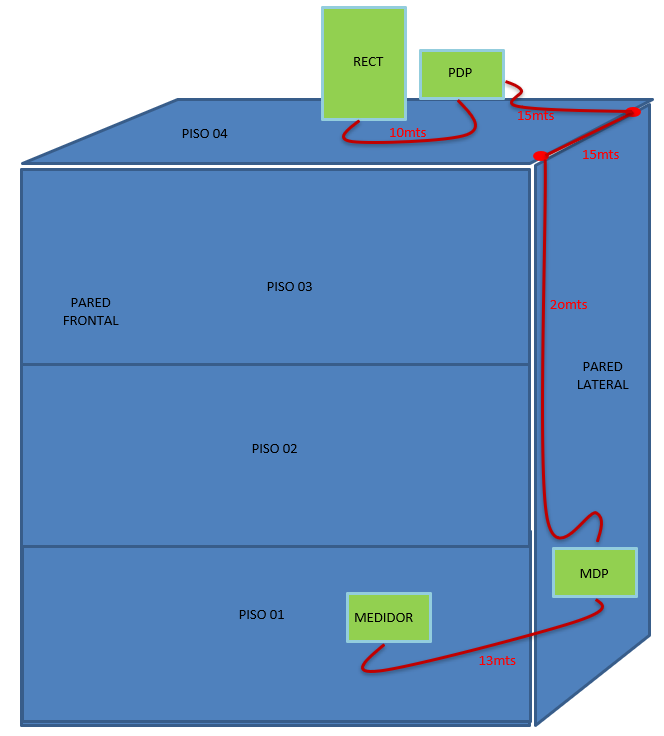 RECT
PDP
15mts
10mts
PISO 04
15mts
PISO 03
2omts
PARED
FRONTAL
PARED
LATERAL
PISO 02
MDP
PISO 01
MEDIDOR
13mts